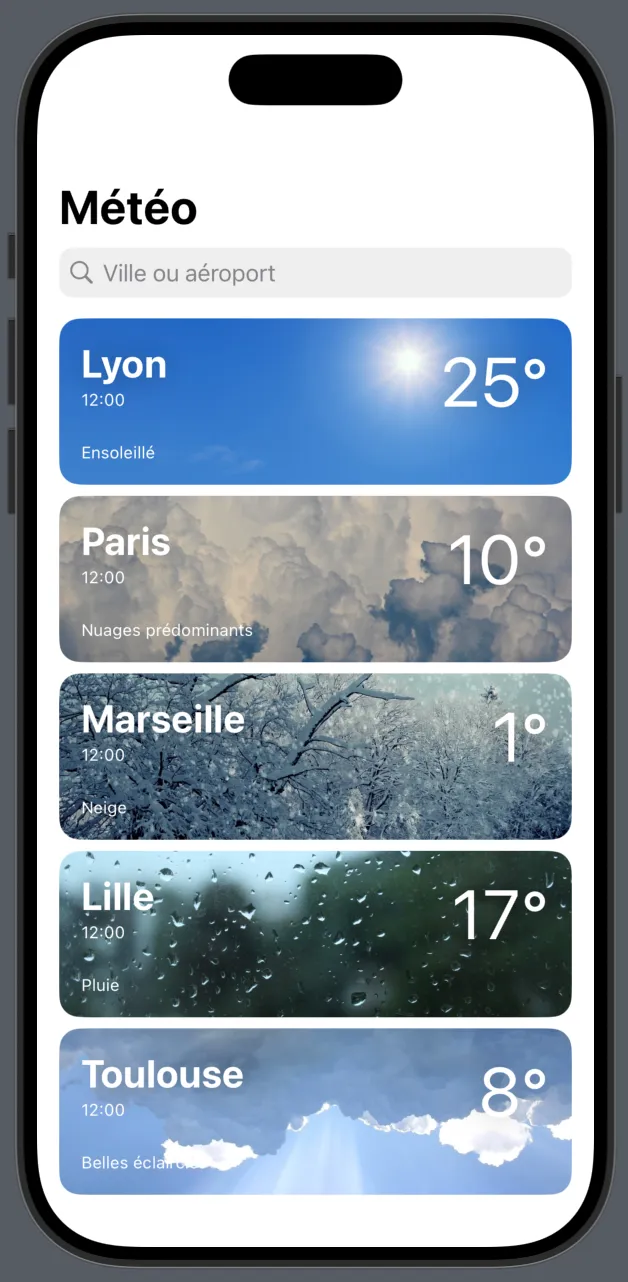 Météo
Ville ou aéroport
Lyon
25°
12:00
Ensoleillé
Paris
10°
12:00
Nuages prédominants
Marseille
1°
12:00
Neige
Lille
17°
12:00
Pluie
Toulouse
8°
12:00
Belles éclaircies